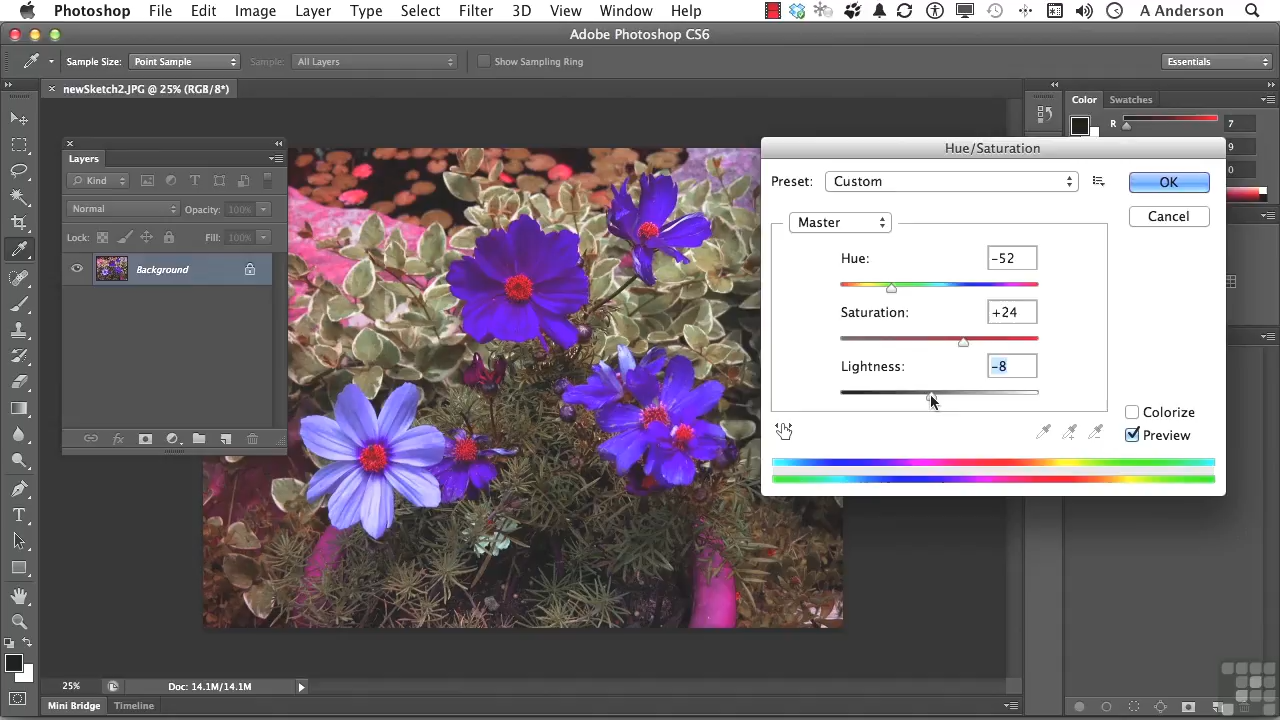 Photoshop File Edit Image Layer Type Select Filter 3D View Window Help A Anderson
Adobe Photoshop CS6
Sample Size: Point Sample Sample: All Layers Show Sampling Ring Essentials
newSketch2.JPG @ 25% (RGB/8*)
Color Swatches
R 7
9
0
Layers
Kind
Normal Opacity: 100%
Lock: Fill: 100%
Background
Hue/Saturation
Preset: Custom OK
Cancel
Master
Hue: -52
Saturation: +24
Lightness: -8
Colorize
Preview
25% Doc: 14.1M/14.1M
Mini Bridge Timeline